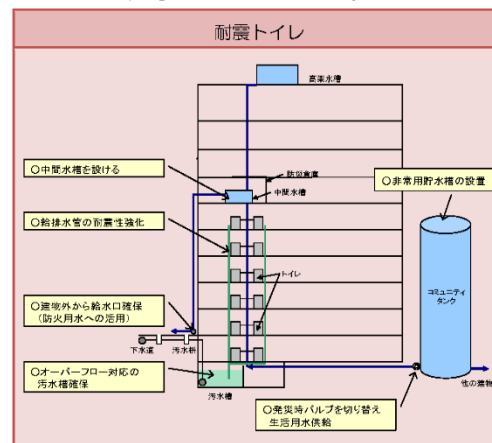 耐震トイレ
高架水槽
防災倉庫
〇中間水槽を設ける
中間水槽
〇非常用貯水槽の設置
〇給排水管の耐震性強化
トイレ
コミュニティ
タンク
〇建物外から給水口確保
(防火用水への活用)
下水道
汚水桝
〇オーバーフロー対応の
汚水槽確保
汚水槽
他の建物
〇発災時バルブを切り替え
生活用水供給